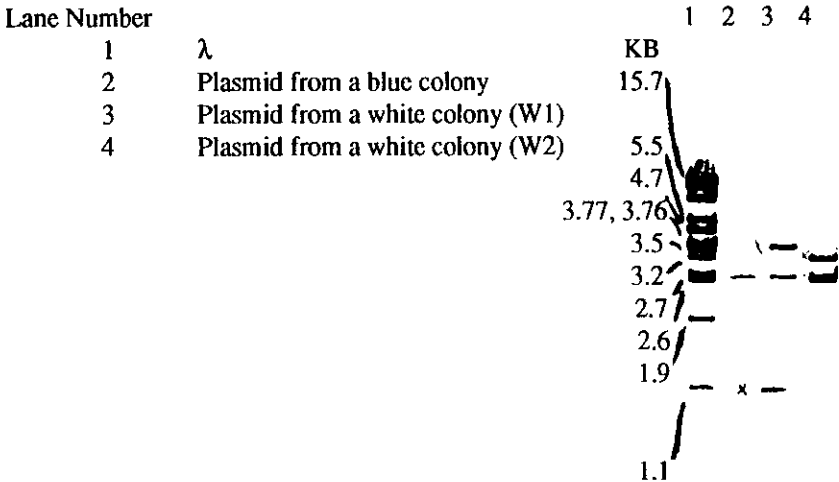 Lane Number
1 λ
2 Plasmid from a blue colony
3 Plasmid from a white colony (W1)
4 Plasmid from a white colony (W2)
1 2 3 4
KB
15.7
5.5
4.7
3.77, 3.76
3.5
3.2
2.7
2.6
1.9
x
1.1